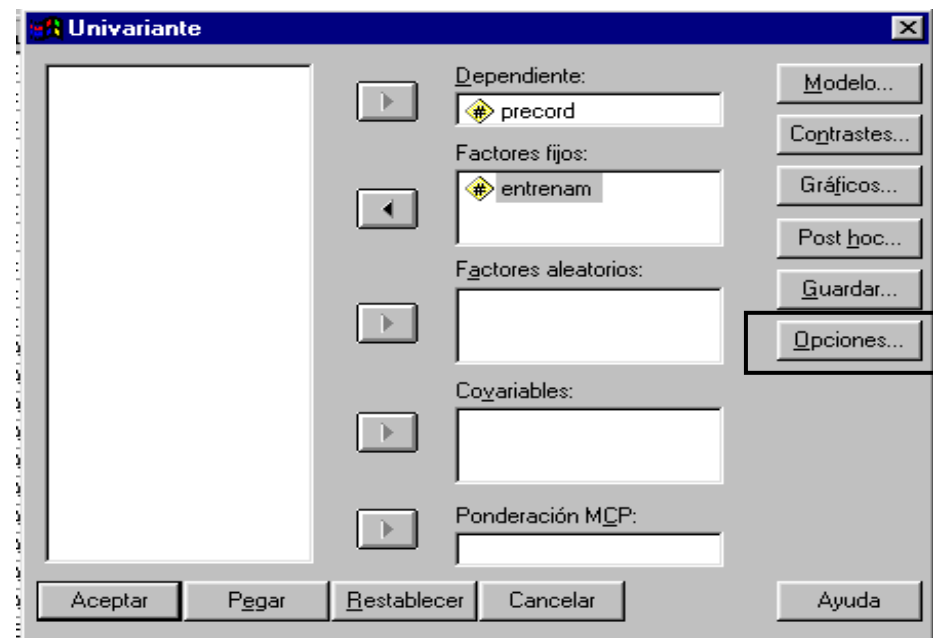 Univariante
Dependiente:
precord
Factores fijos:
entrenam
Factores aleatorios:
Covariables:
Ponderación MCP:
Modelo...
Contrastes...
Gráficos...
Post hoc...
Guardar...
Opciones...
Aceptar
Pegar
Restablecer
Cancelar
Ayuda